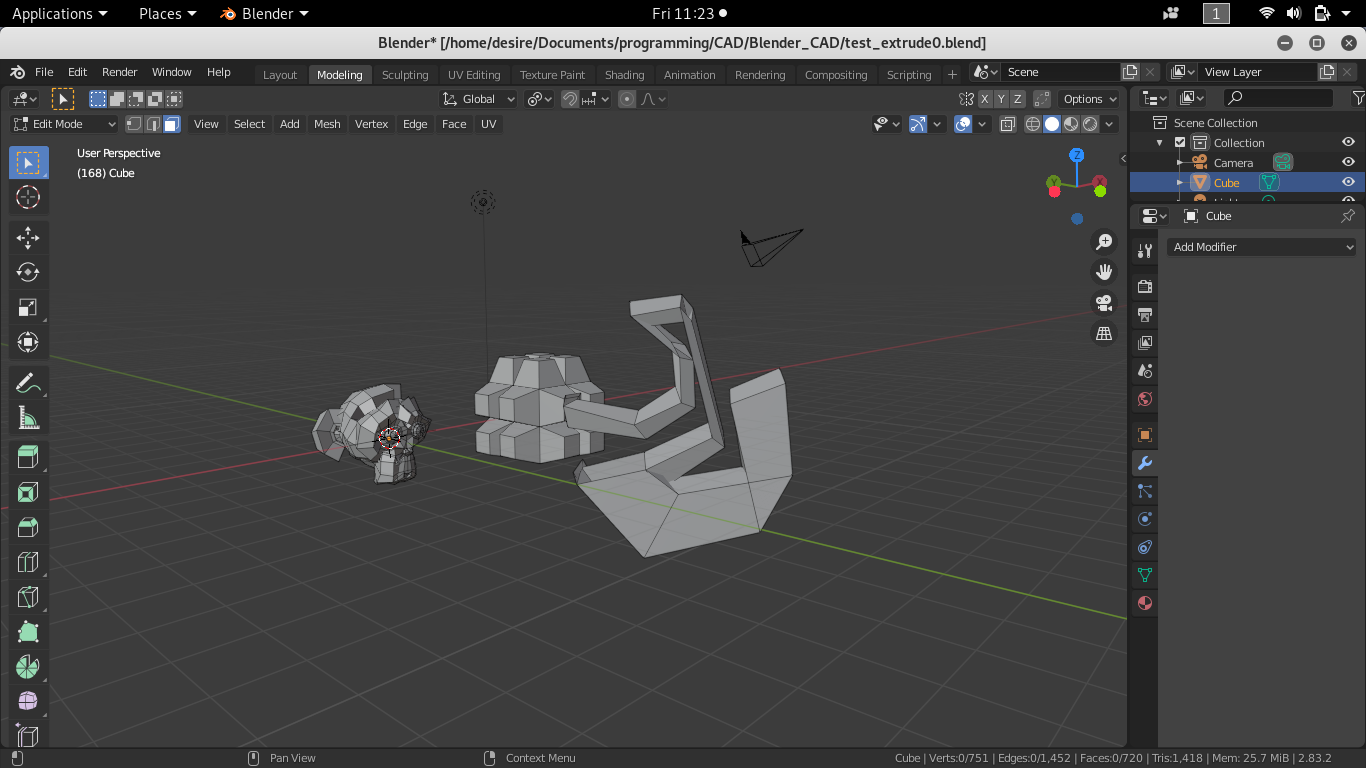 Applications Places Blender Fri 11:23 1
Blender* [/home/desire/Documents/programming/CAD/Blender_CAD/test_extrude0.blend]
File Edit Render Window Help Layout Modeling Sculpting UV Editing Texture Paint Shading Animation Rendering Compositing Scripting + Scene View Layer
Global X Y Z Options
Edit Mode View Select Add Mesh Vertex Edge Face UV
User Perspective
(168) Cube
Z
Y X
Scene Collection
Collection
Camera
Cube
Cube
Add Modifier
Pan View Context Menu Cube | Verts:0/751 | Edges:0/1,452 | Faces:0/720 | Tris:1,418 | Mem: 25.7 MiB | 2.83.2